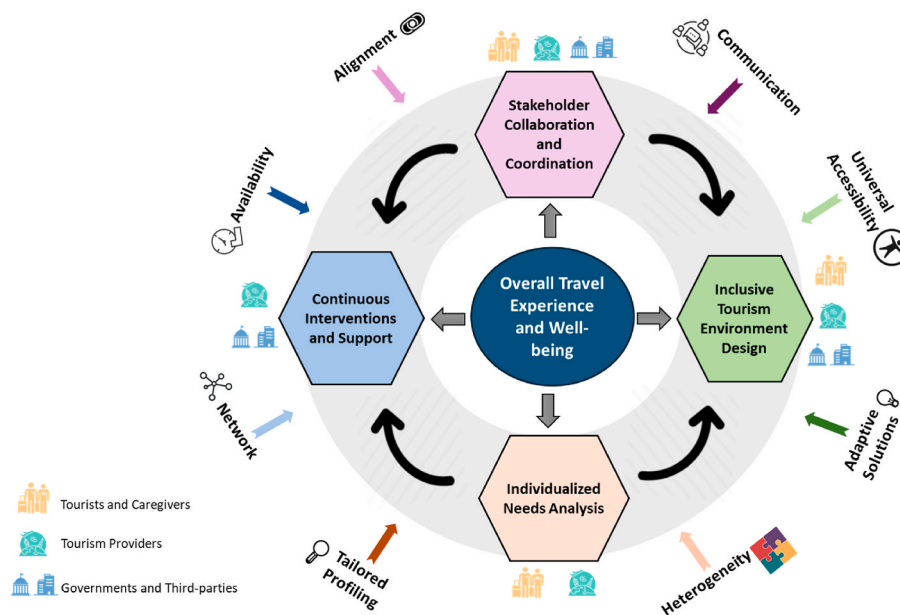 Alignment
Communication
Stakeholder
Collaboration
and
Coordination
Availability
Universal
Accessibility
Continuous
Interventions
and Support
Overall Travel
Experience
and Well-
being
Inclusive
Tourism
Environment
Design
Network
Adaptive
Solutions
Individualized
Needs Analysis
Tailored
Profiling
Heterogeneity
Tourists and Caregivers
Tourism Providers
Governments and Third-parties